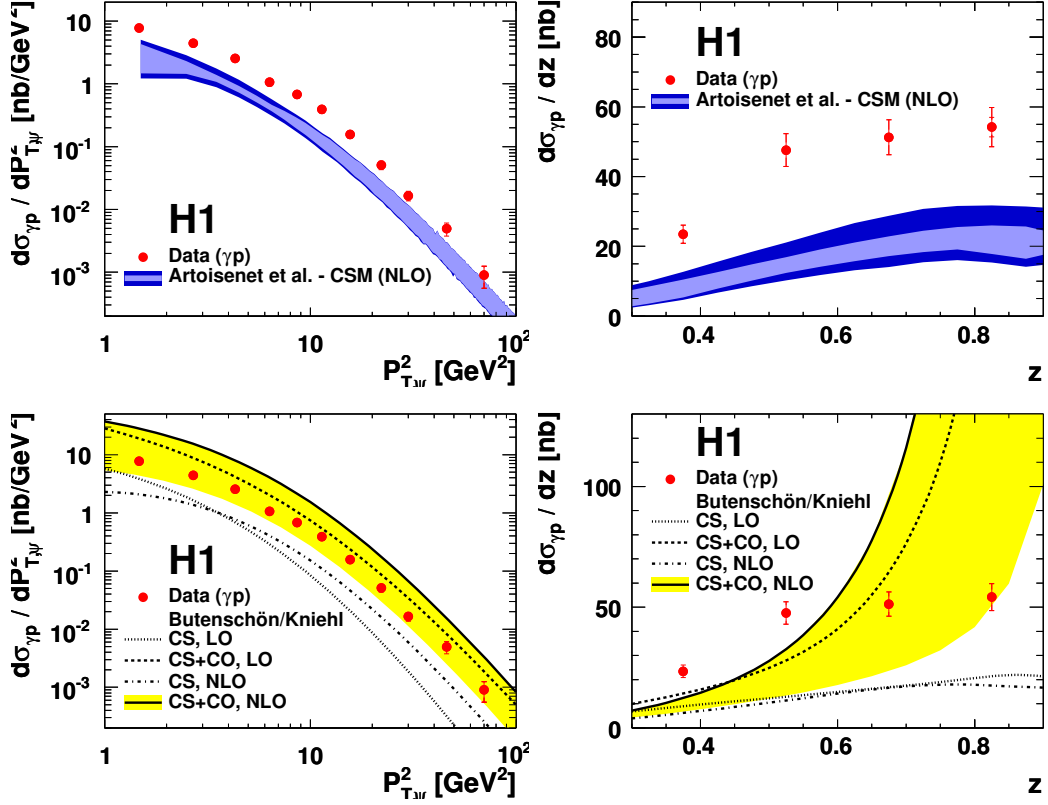 dσγp / dP²T,ψ [nb/GeV²]
10
1
10⁻¹
10⁻²
10⁻³
H1
Data (γp)
Artoisenet et al. - CSM (NLO)
1 10 10²
P²T,ψ [GeV²]
dσγp / dz [nb]
80
60
40
20
0
H1
Data (γp)
Artoisenet et al. - CSM (NLO)
0.4 0.6 0.8
z
dσγp / dP²T,ψ [nb/GeV²]
10
1
10⁻¹
10⁻²
10⁻³
H1
Data (γp)
Butenschön/Kniehl
CS, LO
CS+CO, LO
CS, NLO
CS+CO, NLO
1 10 10²
P²T,ψ [GeV²]
dσγp / dz [nb]
100
50
0
H1
Data (γp)
Butenschön/Kniehl
CS, LO
CS+CO, LO
CS, NLO
CS+CO, NLO
0.4 0.6 0.8
z